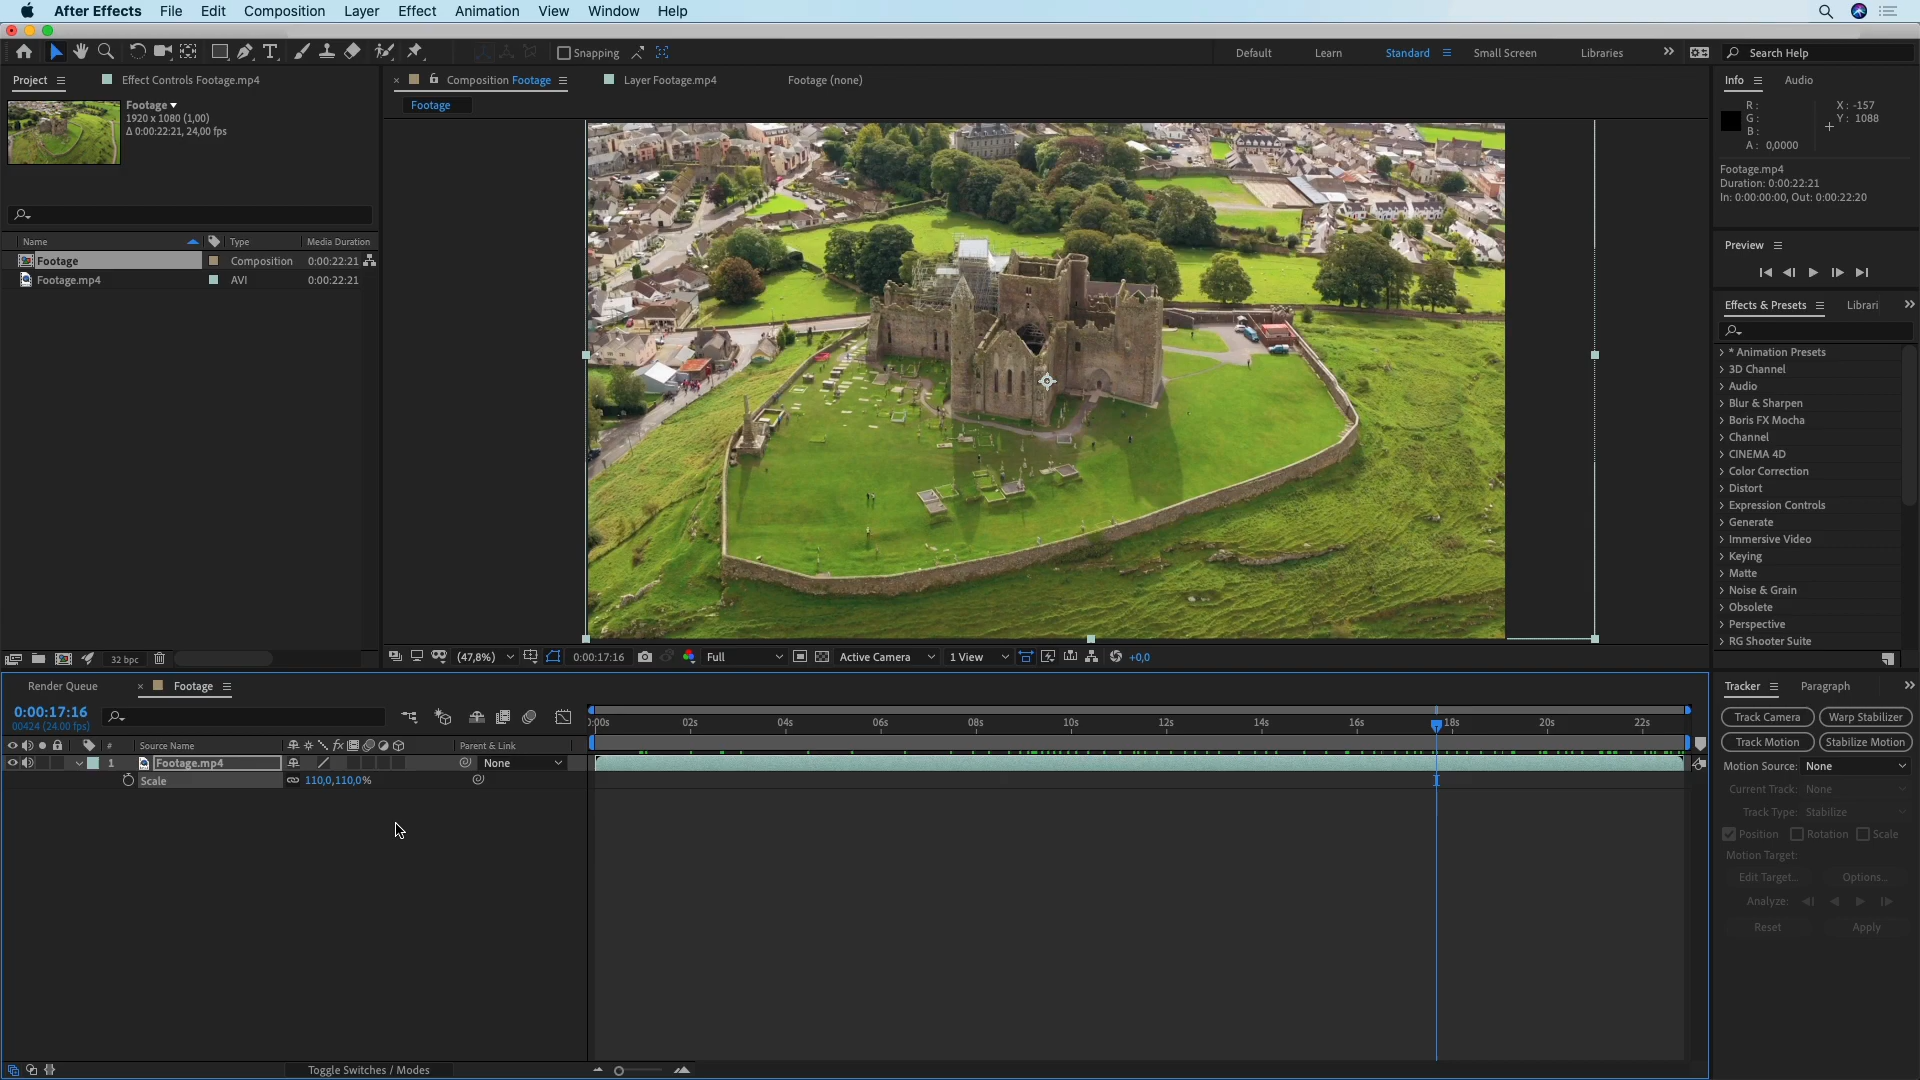 After Effects File Edit Composition Layer Effect Animation View Window Help
Snapping Default Learn Standard Small Screen Libraries Search Help
Project Effect Controls Footage.mp4
Footage
1920 x 1080 (1,00)
Δ 0:00:22:21, 24,00 fps
Name Type Media Duration
Footage Composition 0:00:22:21
Footage.mp4 AVI 0:00:22:21
32 bpc
Composition Footage Layer Footage.mp4 Footage (none)
Footage
(47,8%) 0:00:17:16 Full Active Camera 1 View +0,0
Info Audio
R : X : -157
G : Y : 1088
B :
A : 0,0000
Footage.mp4
Duration: 0:00:22:21
In: 0:00:00:00, Out: 0:00:22:20
Preview
Effects & Presets Librari
* Animation Presets
3D Channel
Audio
Blur & Sharpen
Boris FX Mocha
Channel
CINEMA 4D
Color Correction
Distort
Expression Controls
Generate
Immersive Video
Keying
Matte
Noise & Grain
Obsolete
Perspective
RG Shooter Suite
Render Queue Footage
0:00:17:16
00424 (24.00 fps)
:00s 02s 04s 06s 08s 10s 12s 14s 16s 18s 20s 22s
# Source Name fx Parent & Link
1 Footage.mp4 None
Scale 110,0,110,0%
Toggle Switches / Modes
Tracker Paragraph
Track Camera Warp Stabilizer
Track Motion Stabilize Motion
Motion Source: None
Current Track: None
Track Type: Stabilize
Position Rotation Scale
Motion Target:
Edit Target... Options...
Analyze:
Reset Apply